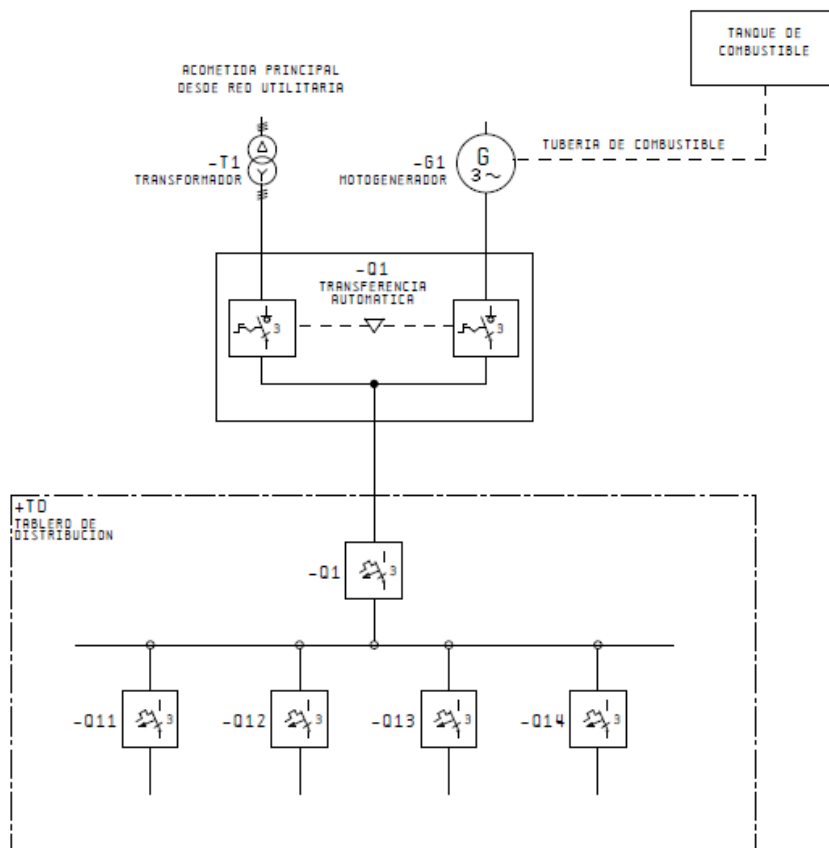 TANQUE DE
COMBUSTIBLE
ACOMETIDA PRINCIPAL
DESDE RED UTILITARIA
-T1
TRANSFORMADOR
-G1
MOTOGENERADOR
G
3~
TUBERIA DE COMBUSTIBLE
-Q1
TRANSFERENCIA
AUTOMATICA
3
3
+TD
TABLERO DE
DISTRIBUCION
-Q1
3
-Q11
3
-Q12
3
-Q13
3
-Q14
3